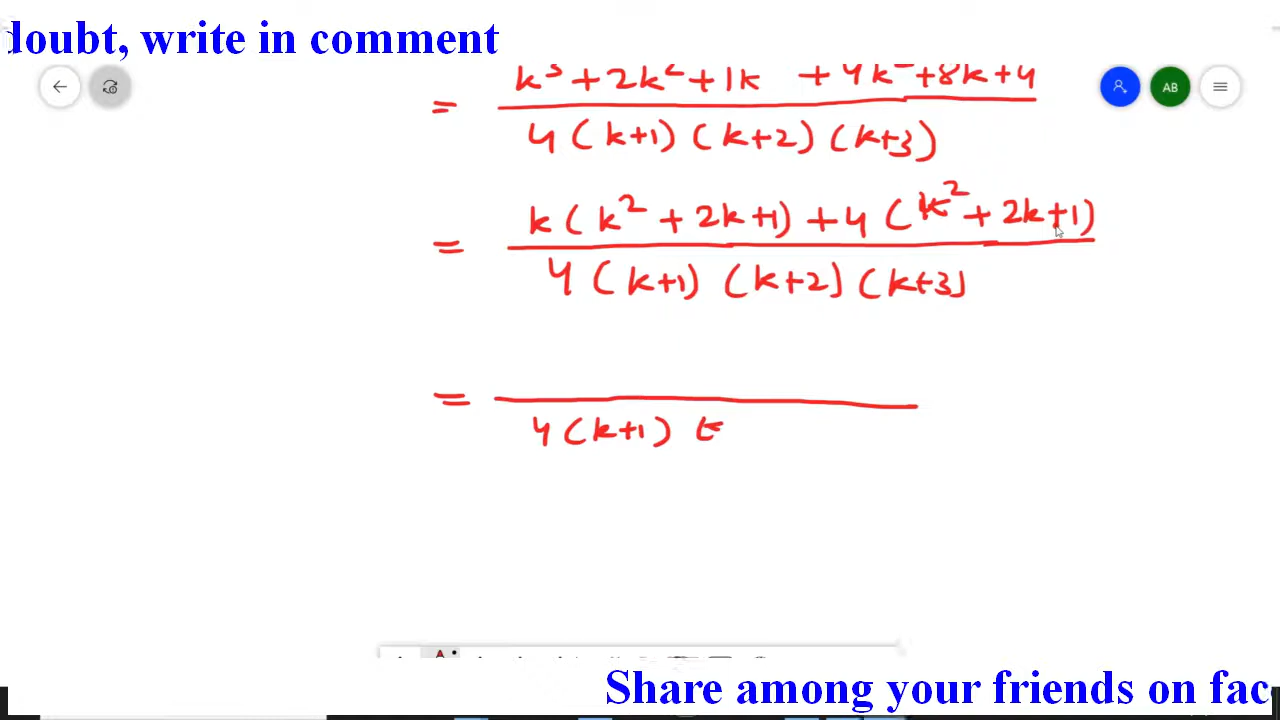 doubt, write in comment
AB
k³ + 2k² + 1k + 4k² + 8k + 4
=
4 (k+1) (k+2) (k+3)
k (k² + 2k + 1) + 4 (k² + 2k + 1)
=
4 (k+1) (k+2) (k+3)
=
4 (k+1) (
Share among your friends on fac